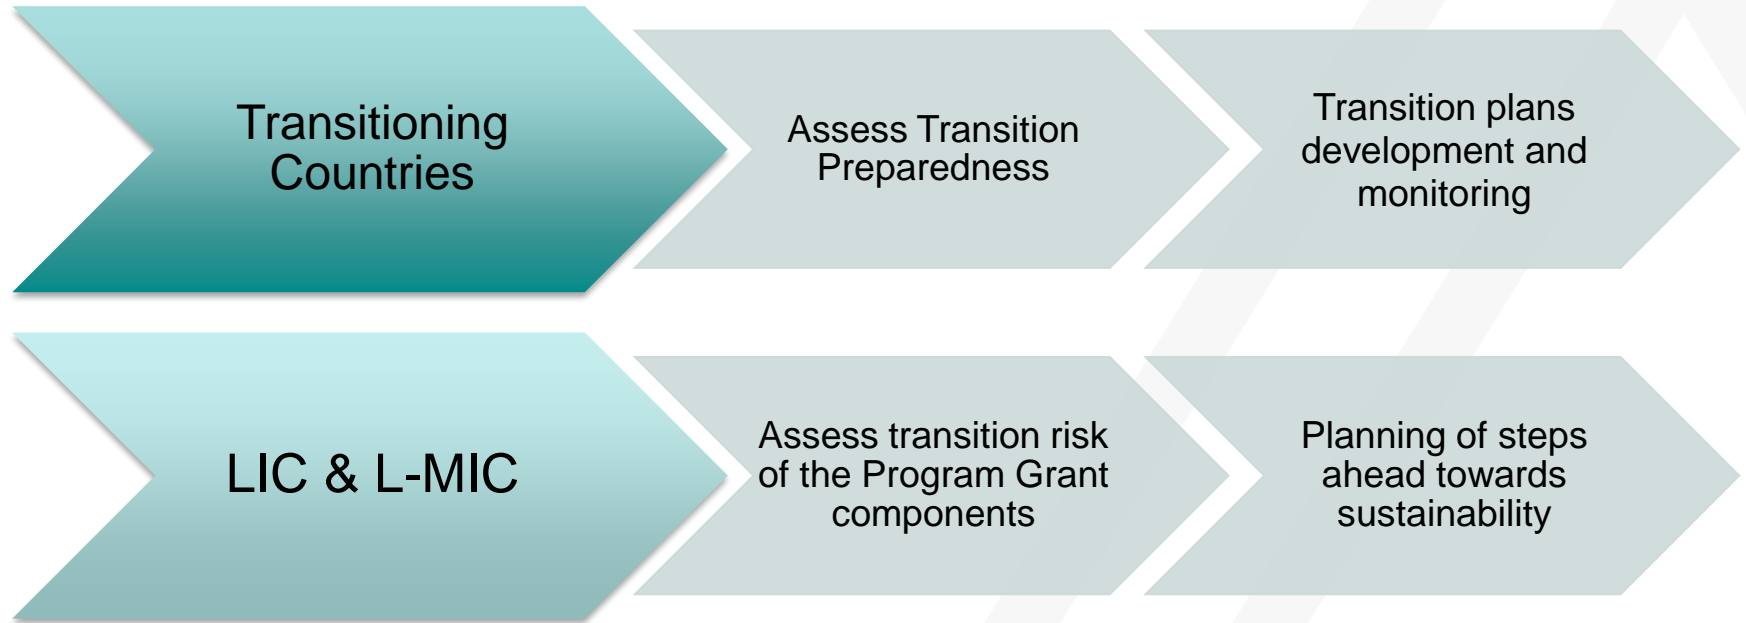 Transitioning
Countries
Assess Transition
Preparedness
Transition plans
development and
monitoring
LIC & L-MIC
Assess transition risk
of the Program Grant
components
Planning of steps
ahead towards
sustainability